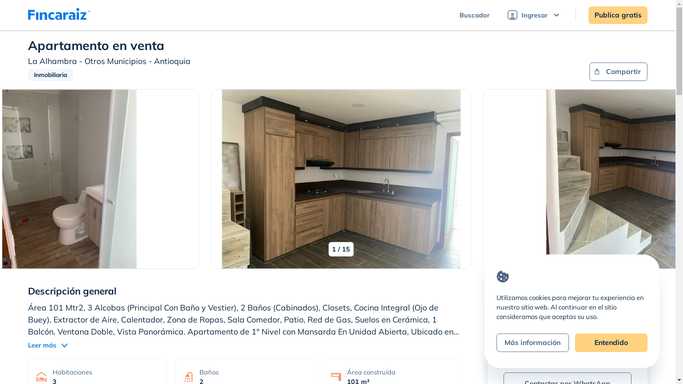 Fincaraiz
Buscador
Ingresar
Publica gratis
Apartamento en venta
La Alhambra - Otros Municipios - Antioquia
Inmobiliaria
Compartir
1 / 15
Descripción general
Área 101 Mtr2, 3 Alcobas (Principal Con Baño y Vestier), 2 Baños (Cabinados), Closets, Cocina Integral (Ojo de
Buey), Extractor de Aire, Calentador, Zona de Ropas, Sala Comedor, Patio, Red de Gas, Suelos en Cerámica, 1
Balcón, Ventana Doble, Vista Panorámica, Apartamento de 1° Nivel con Mansarda En Unidad Abierta, Ubicado en...
Leer más
Habitaciones
3
Baños
2
Área construida
101 m²
Utilizamos cookies para mejorar tu experiencia en
nuestro sitio web. Al continuar en el sitio
consideramos que aceptas su uso.
Más información
Entendido
Contactar por WhatsApp